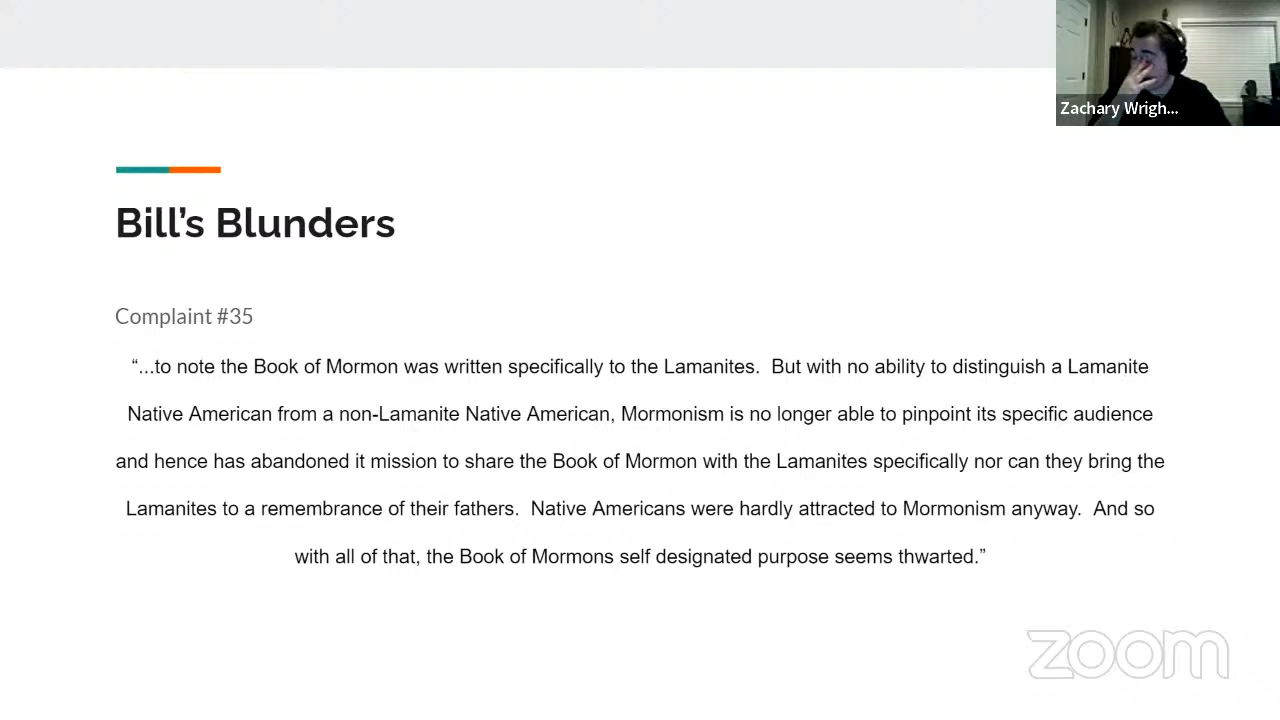 Zachary Wrigh...
Bill’s Blunders
Complaint #35
“...to note the Book of Mormon was written specifically to the Lamanites.  But with no ability to distinguish a Lamanite
Native American from a non-Lamanite Native American, Mormonism is no longer able to pinpoint its specific audience
and hence has abandoned it mission to share the Book of Mormon with the Lamanites specifically nor can they bring the
Lamanites to a remembrance of their fathers.  Native Americans were hardly attracted to Mormonism anyway.  And so
with all of that, the Book of Mormons self designated purpose seems thwarted.”
zoom